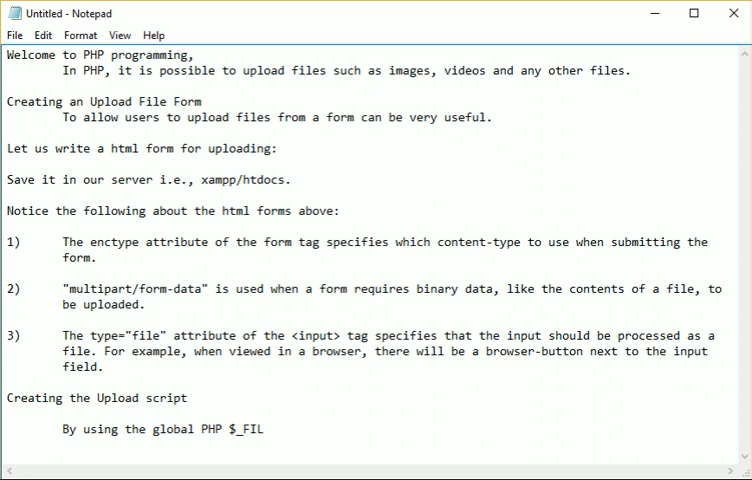 Untitled - Notepad
File Edit Format View Help
Welcome to PHP programming,
In PHP, it is possible to upload files such as images, videos and any other files.
Creating an Upload File Form
To allow users to upload files from a form can be very useful.
Let us write a html form for uploading:
Save it in our server i.e., xampp/htdocs.
Notice the following about the html forms above:
1) The enctype attribute of the form tag specifies which content-type to use when submitting the
form.
2) "multipart/form-data" is used when a form requires binary data, like the contents of a file, to
be uploaded.
3) The type="file" attribute of the <input> tag specifies that the input should be processed as a
file. For example, when viewed in a browser, there will be a browser-button next to the input
field.
Creating the Upload script
By using the global PHP $_FIL